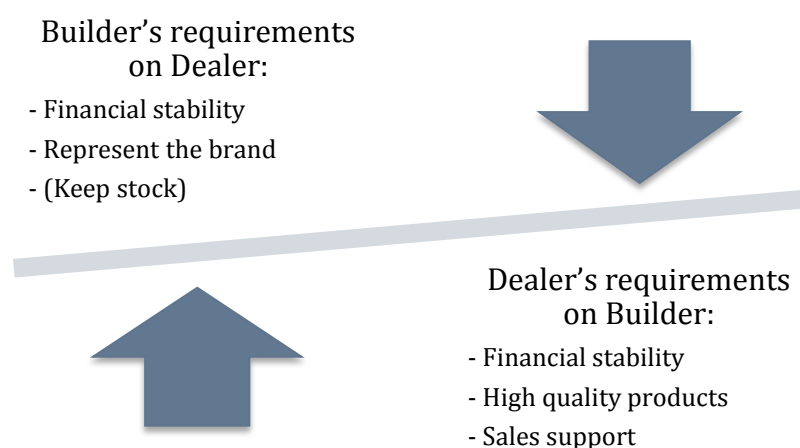 Builder’s requirements
on Dealer:
- Financial stability
- Represent the brand
- (Keep stock)
Dealer’s requirements
on Builder:
- Financial stability
- High quality products
- Sales support